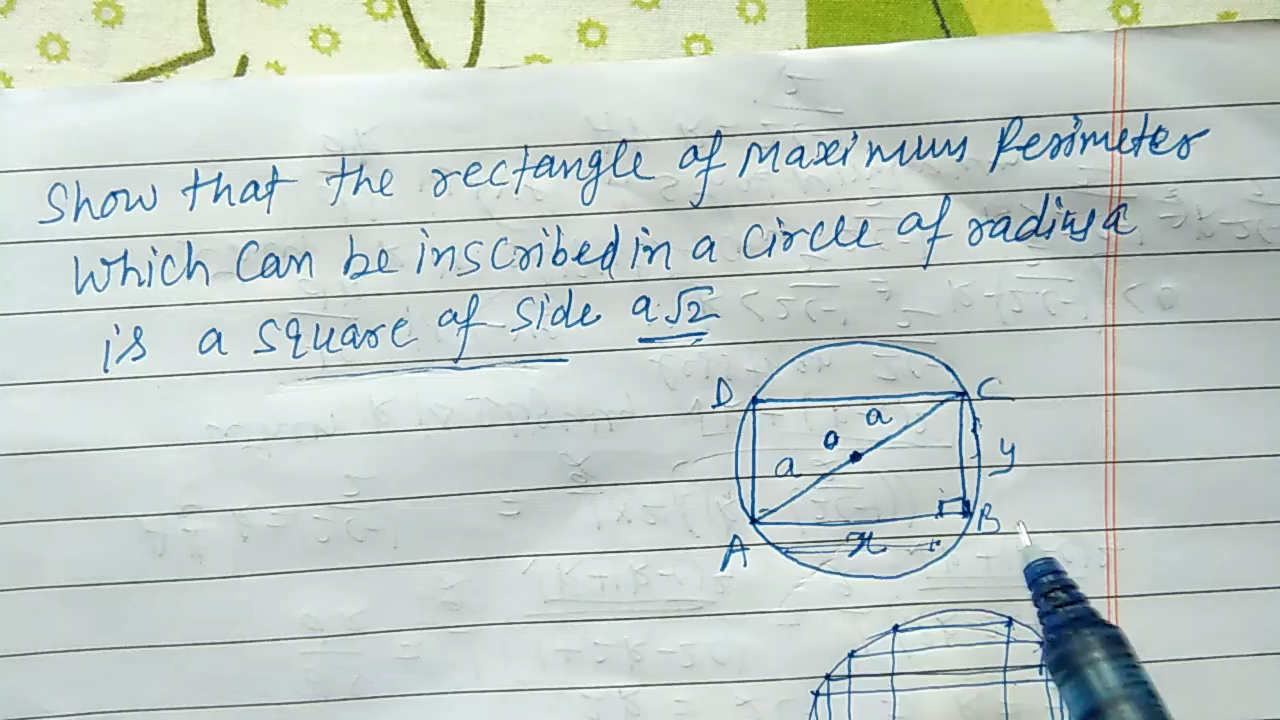 Show that the rectangle of Maximum Perimeter
Which Can be inscribed in a Circle of radius a
is a square of side a√2
D C
a
o
a y
A x B